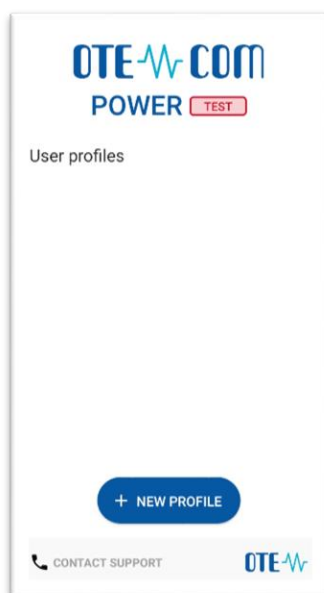 OTE COM
POWER TEST
User profiles
+ NEW PROFILE
CONTACT SUPPORT OTE